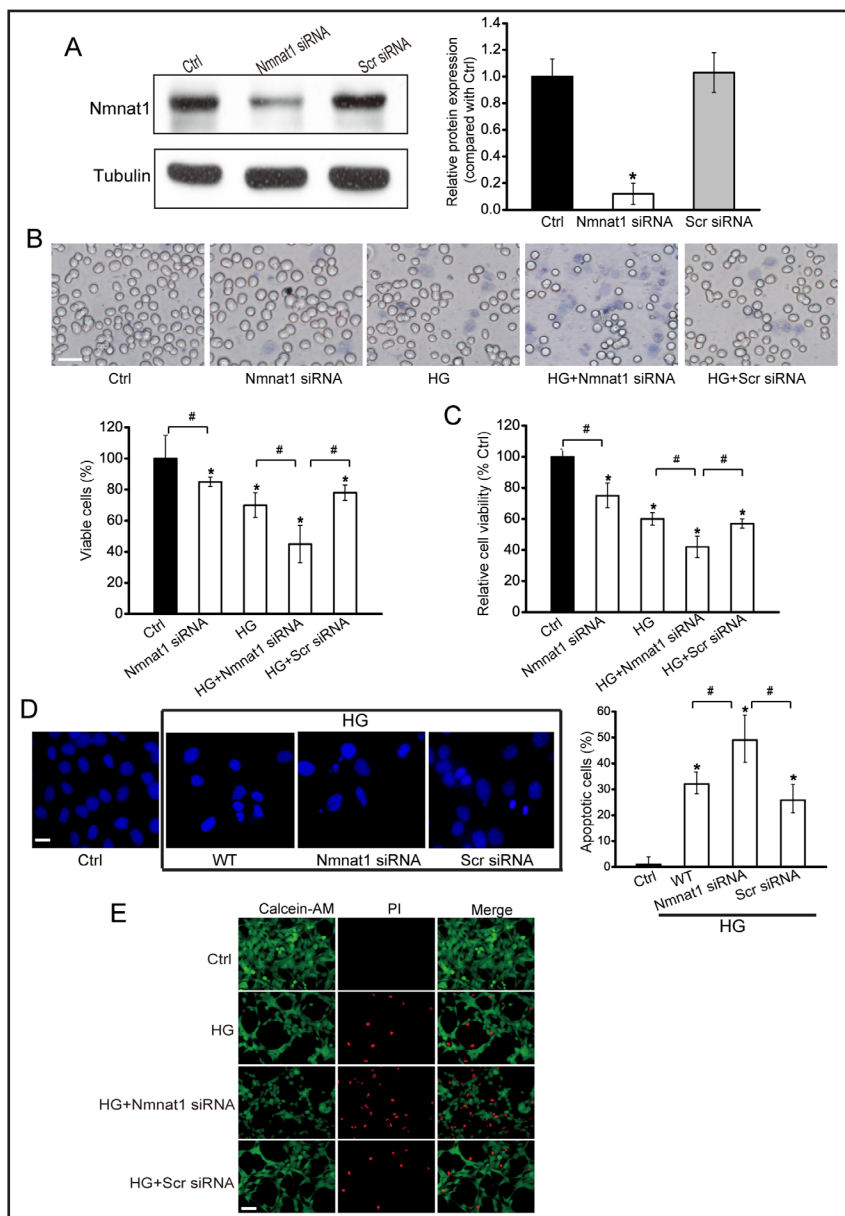 A
Ctrl
Nmnat1 siRNA
Scr siRNA
Nmnat1
Tubulin
Relative protein expression
(compared with Ctrl)
1.4
1.2
1.0
0.8
0.6
0.4
0.2
0.0
*
Ctrl Nmnat1 siRNA Scr siRNA
B
Ctrl Nmnat1 siRNA HG HG+Nmnat1 siRNA HG+Scr siRNA
Viable cells (%)
120
100
80
60
40
20
0
# # #
* * * *
Ctrl
Nmnat1 siRNA
HG
HG+Nmnat1 siRNA
HG+Scr siRNA
C
Relative cell viability (% Ctrl)
120
100
80
60
40
20
0
# # #
* * * *
Ctrl
Nmnat1 siRNA
HG
HG+Nmnat1 siRNA
HG+Scr siRNA
D
HG
Ctrl WT Nmnat1 siRNA Scr siRNA
Apoptotic cells (%)
60
50
40
30
20
10
0
# #
* * *
Ctrl
WT
Nmnat1 siRNA
Scr siRNA
HG
E
Calcein-AM PI Merge
Ctrl
HG
HG+Nmnat1 siRNA
HG+Scr siRNA